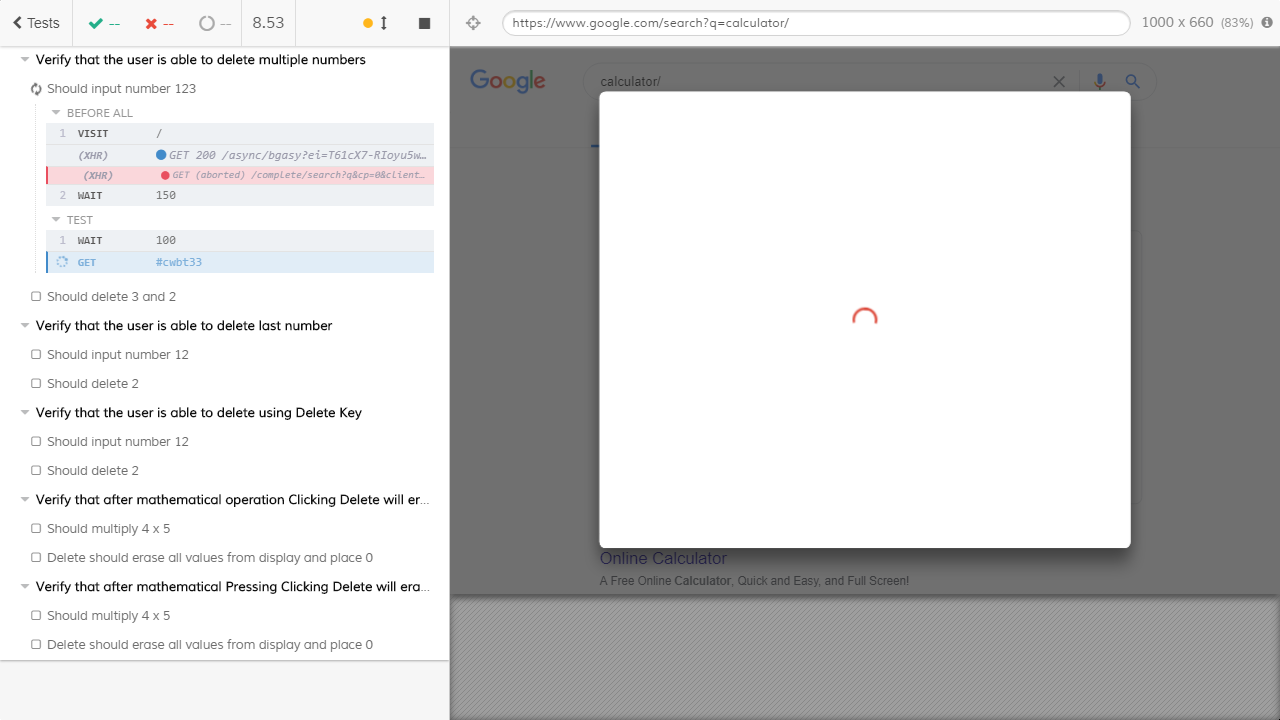 Tests
--
--
--
8.53
https://www.google.com/search?q=calculator/
1000 x 660 (83%)
Verify that the user is able to delete multiple numbers
Should input number 123
BEFORE ALL
1 VISIT /
(XHR) GET 200 /async/bgasy?ei=T61cX7-RIoyu5w…
(XHR) GET (aborted) /complete/search?q&cp=0&client…
2 WAIT 150
TEST
1 WAIT 100
GET #cwbt33
Should delete 3 and 2
Verify that the user is able to delete last number
Should input number 12
Should delete 2
Verify that the user is able to delete using Delete Key
Should input number 12
Should delete 2
Verify that after mathematical operation Clicking Delete will er…
Should multiply 4 x 5
Delete should erase all values from display and place 0
Verify that after mathematical Pressing Clicking Delete will era…
Should multiply 4 x 5
Delete should erase all values from display and place 0
Google
calculator/
Online Calculator
A Free Online Calculator, Quick and Easy, and Full Screen!